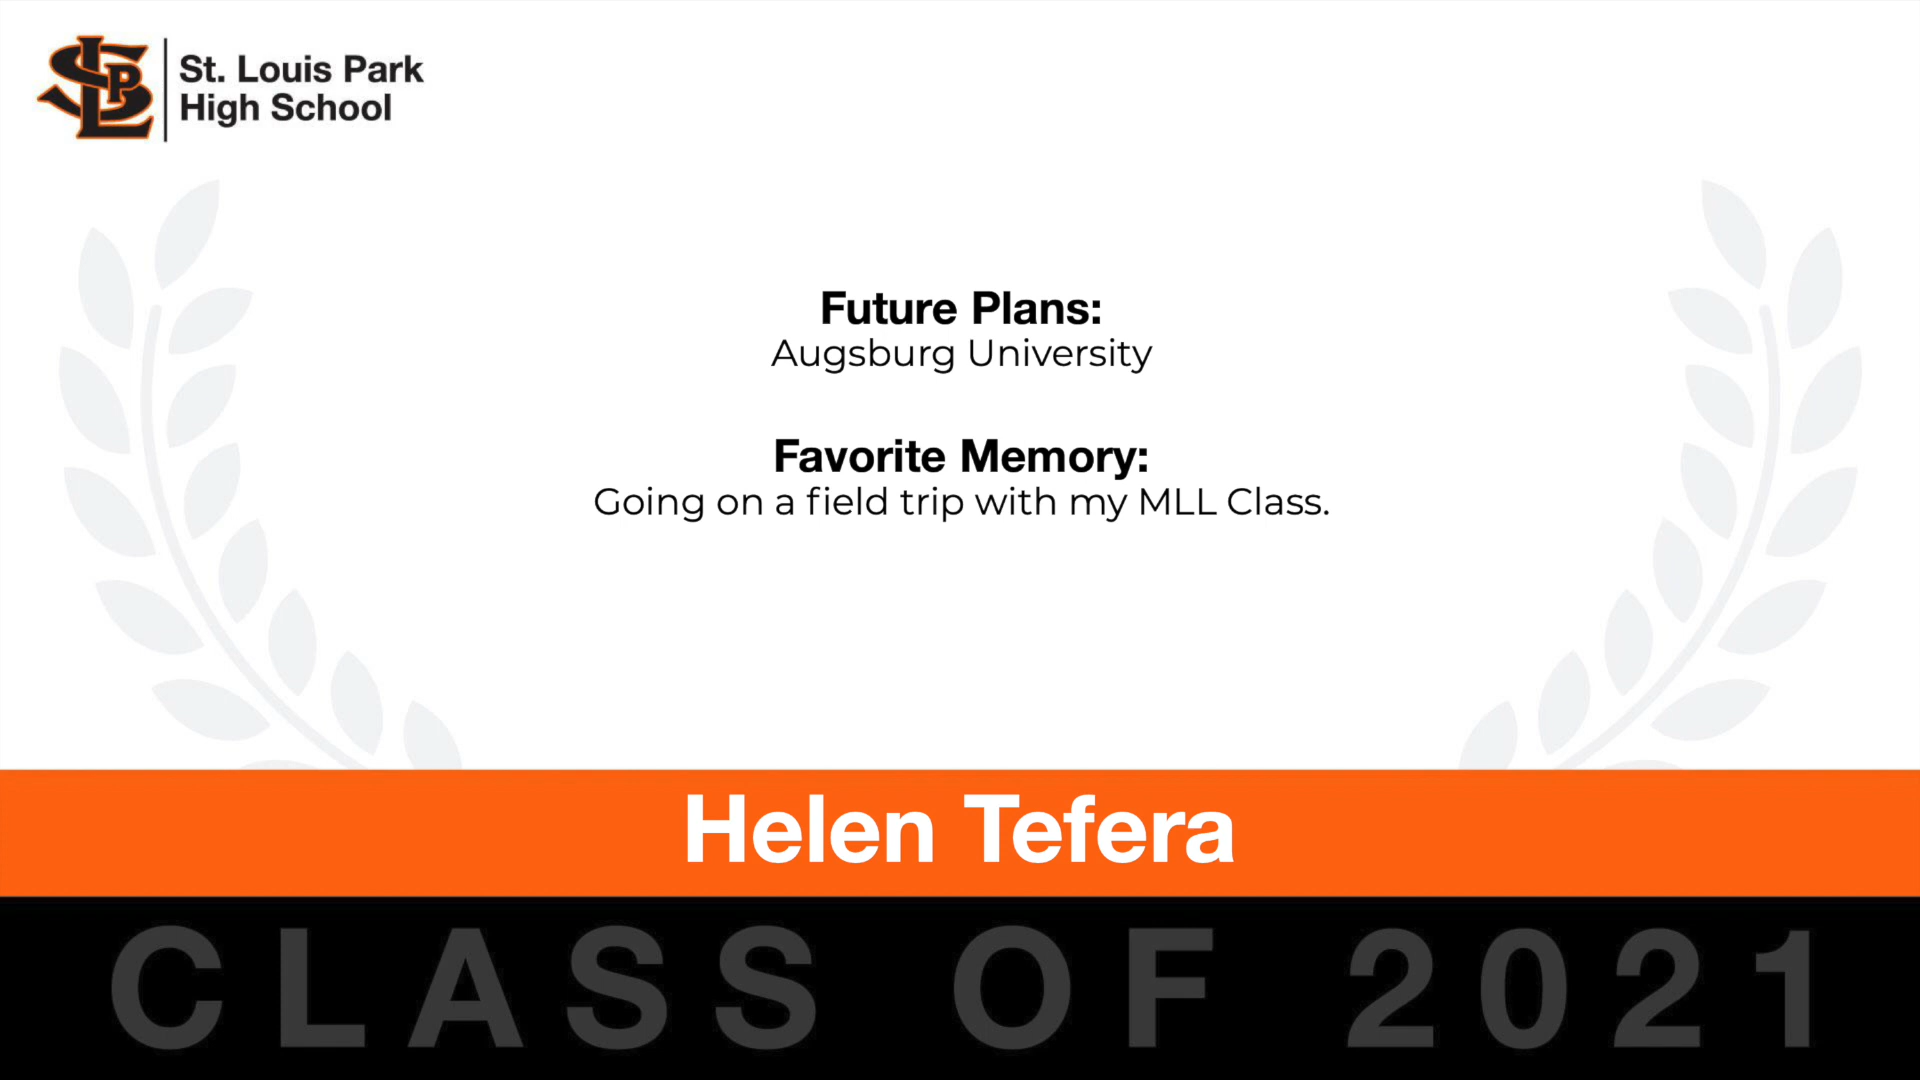 SLP
St. Louis Park
High School
Future Plans:
Augsburg University
Favorite Memory:
Going on a field trip with my MLL Class.
Helen Tefera
CLASS OF 2021